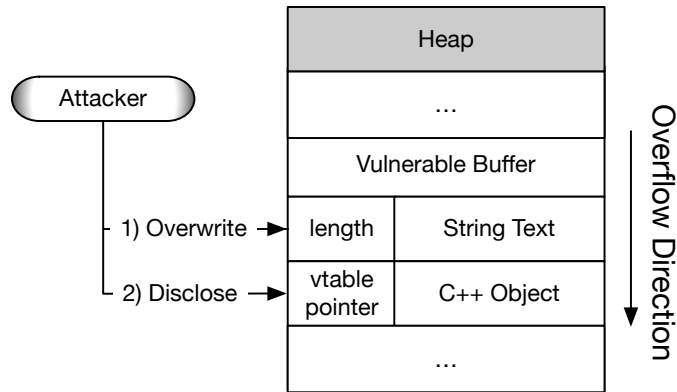 Heap
Attacker
...
Vulnerable Buffer
1) Overwrite
length
String Text
2) Disclose
vtable
pointer
C++ Object
...
Overflow Direction